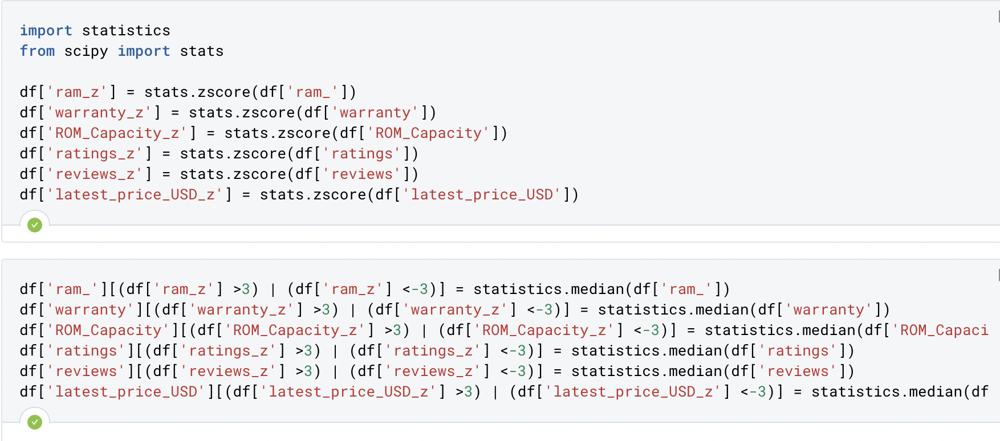 import statistics
from scipy import stats
df['ram_z'] = stats.zscore(df['ram_'])
df['warranty_z'] = stats.zscore(df['warranty'])
df['ROM_Capacity_z'] = stats.zscore(df['ROM_Capacity'])
df['ratings_z'] = stats.zscore(df['ratings'])
df['reviews_z'] = stats.zscore(df['reviews'])
df['latest_price_USD_z'] = stats.zscore(df['latest_price_USD'])
df['ram_'][(df['ram_z'] >3) | (df['ram_z'] <-3)] = statistics.median(df['ram_'])
df['warranty'][(df['warranty_z'] >3) | (df['warranty_z'] <-3)] = statistics.median(df['warranty'])
df['ROM_Capacity'][(df['ROM_Capacity_z'] >3) | (df['ROM_Capacity_z'] <-3)] = statistics.median(df['ROM_Capaci
df['ratings'][(df['ratings_z'] >3) | (df['ratings_z'] <-3)] = statistics.median(df['ratings'])
df['reviews'][(df['reviews_z'] >3) | (df['reviews_z'] <-3)] = statistics.median(df['reviews'])
df['latest_price_USD'][(df['latest_price_USD_z'] >3) | (df['latest_price_USD_z'] <-3)] = statistics.median(df